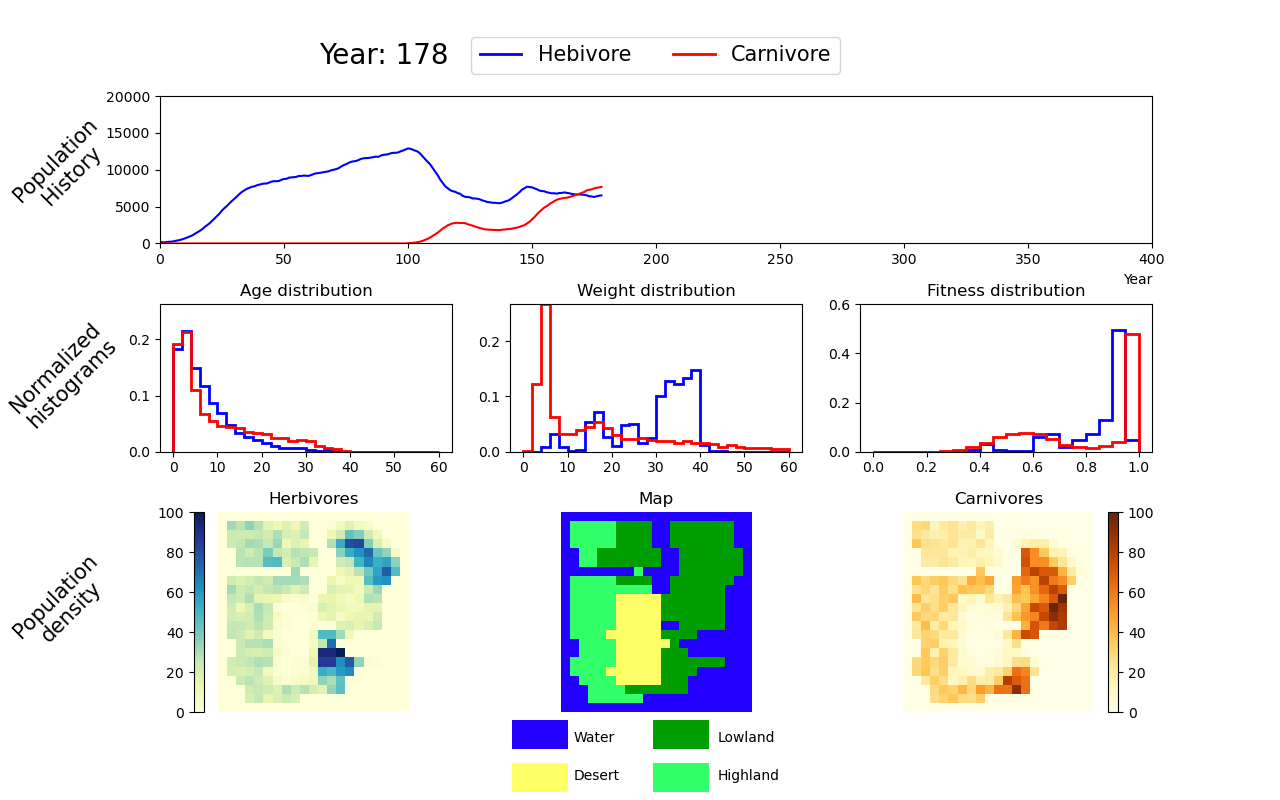 Year: 178
Hebivore
Carnivore
Population
History
20000
15000
10000
5000
0
0 50 100 150 200 250 300 350 400
Year
Normalized
histograms
Age distribution
0.2
0.1
0.0
0 10 20 30 40 50 60
Weight distribution
0.2
0.1
0.0
0 10 20 30 40 50 60
Fitness distribution
0.6
0.4
0.2
0.0
0.0 0.2 0.4 0.6 0.8 1.0
Population
density
Herbivores
100
80
60
40
20
0
Map
Carnivores
100
80
60
40
20
0
Water
Lowland
Desert
Highland